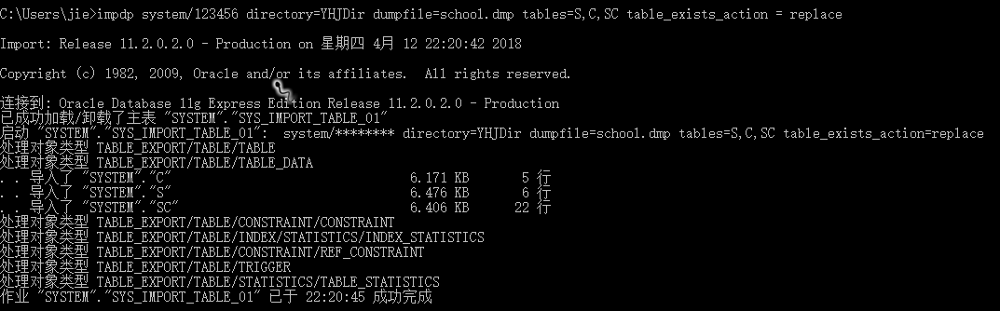 C:\Users\jie>impdp system/123456 directory=YHJDir dumpfile=school.dmp tables=S,C,SC table_exists_action = replace
Import: Release 11.2.0.2.0 - Production on 星期四 4月 12 22:20:42 2018
Copyright (c) 1982, 2009, Oracle and/or its affiliates.  All rights reserved.
连接到: Oracle Database 11g Express Edition Release 11.2.0.2.0 - Production
已成功加载/卸载了主表 "SYSTEM"."SYS_IMPORT_TABLE_01"
启动 "SYSTEM"."SYS_IMPORT_TABLE_01":  system/******** directory=YHJDir dumpfile=school.dmp tables=S,C,SC table_exists_action=replace
处理对象类型 TABLE_EXPORT/TABLE/TABLE
处理对象类型 TABLE_EXPORT/TABLE/TABLE_DATA
. . 导入了 "SYSTEM"."C"                                6.171 KB       5 行
. . 导入了 "SYSTEM"."S"                                6.476 KB       6 行
. . 导入了 "SYSTEM"."SC"                               6.406 KB      22 行
处理对象类型 TABLE_EXPORT/TABLE/CONSTRAINT/CONSTRAINT
处理对象类型 TABLE_EXPORT/TABLE/INDEX/STATISTICS/INDEX_STATISTICS
处理对象类型 TABLE_EXPORT/TABLE/CONSTRAINT/REF_CONSTRAINT
处理对象类型 TABLE_EXPORT/TABLE/TRIGGER
处理对象类型 TABLE_EXPORT/TABLE/STATISTICS/TABLE_STATISTICS
作业 "SYSTEM"."SYS_IMPORT_TABLE_01" 已于 22:20:45 成功完成